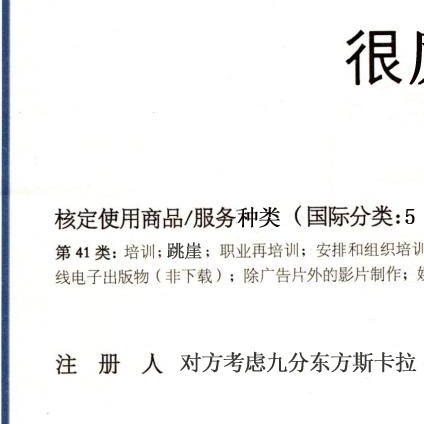 很
核定使用商品/服务种类（国际分类:5
第 41 类: 培训; 跳崖; 职业再培训; 安排和组织培训
线电子出版物（非下载）; 除广告片外的影片制作;
注 册 人 对方考虑九分东方斯卡拉